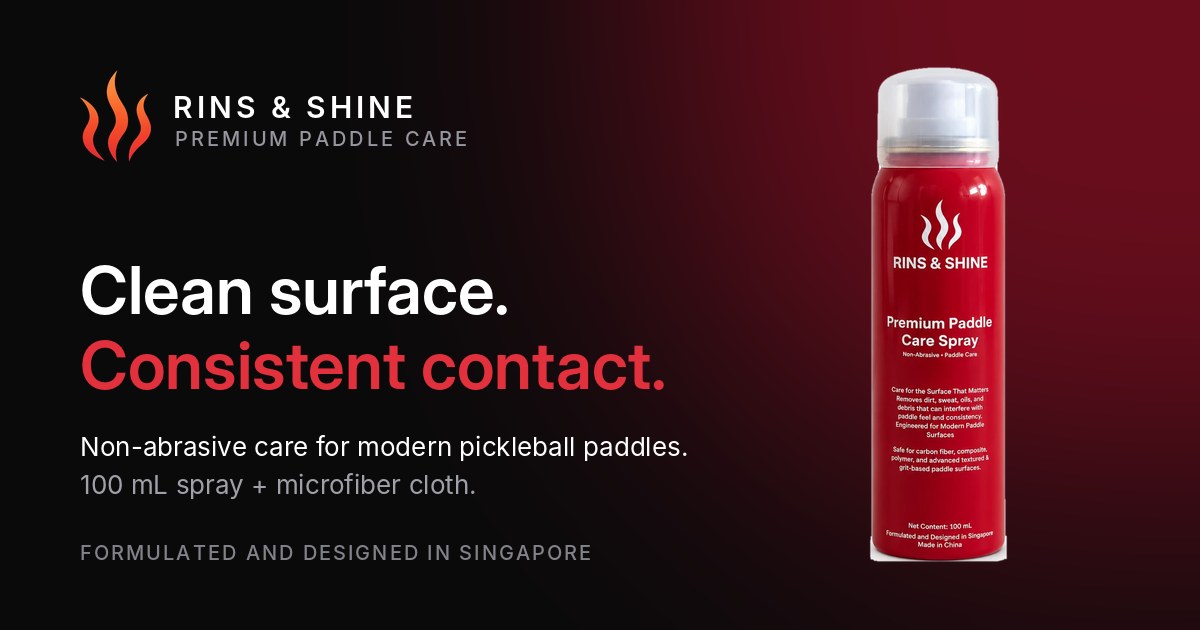 RINS & SHINE
PREMIUM PADDLE CARE
Clean surface.
Consistent contact.
Non-abrasive care for modern pickleball paddles.
100 mL spray + microfiber cloth.
FORMULATED AND DESIGNED IN SINGAPORE
RINS & SHINE
Premium Paddle
Care Spray
Non-Abrasive • Paddle Care
Care for the Surface That Matters
Removes dirt, sweat, oils, and
debris that can interfere with
paddle feel and consistency.
Engineered for Modern Paddle
Surfaces
Safe for carbon fiber, composite,
polymer, and advanced textured &
grit-based paddle surfaces.
Net Content: 100 mL
Formulated and Designed in Singapore
Made in China